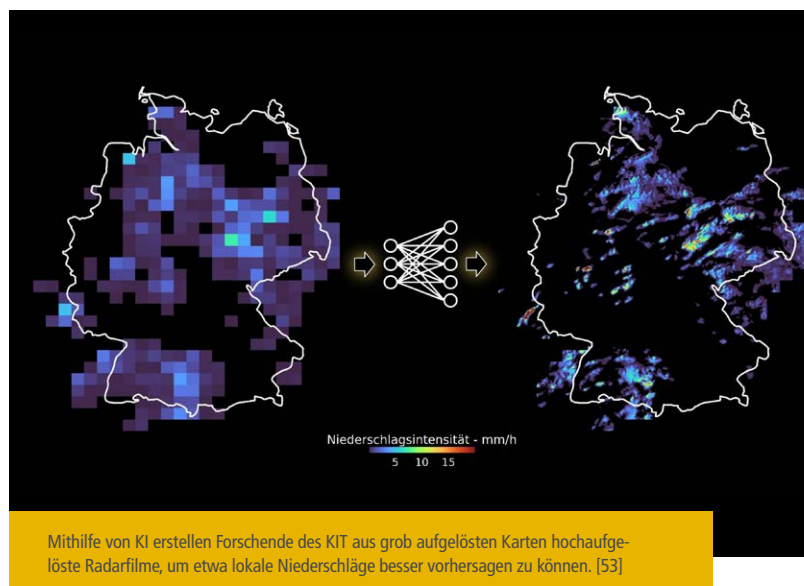 Niederschlagsintensität - mm/h
5 10 15
Mithilfe von KI erstellen Forschende des KIT aus grob aufgelösten Karten hochaufge-
löste Radarfilme, um etwa lokale Niederschläge besser vorhersagen zu können. [53]